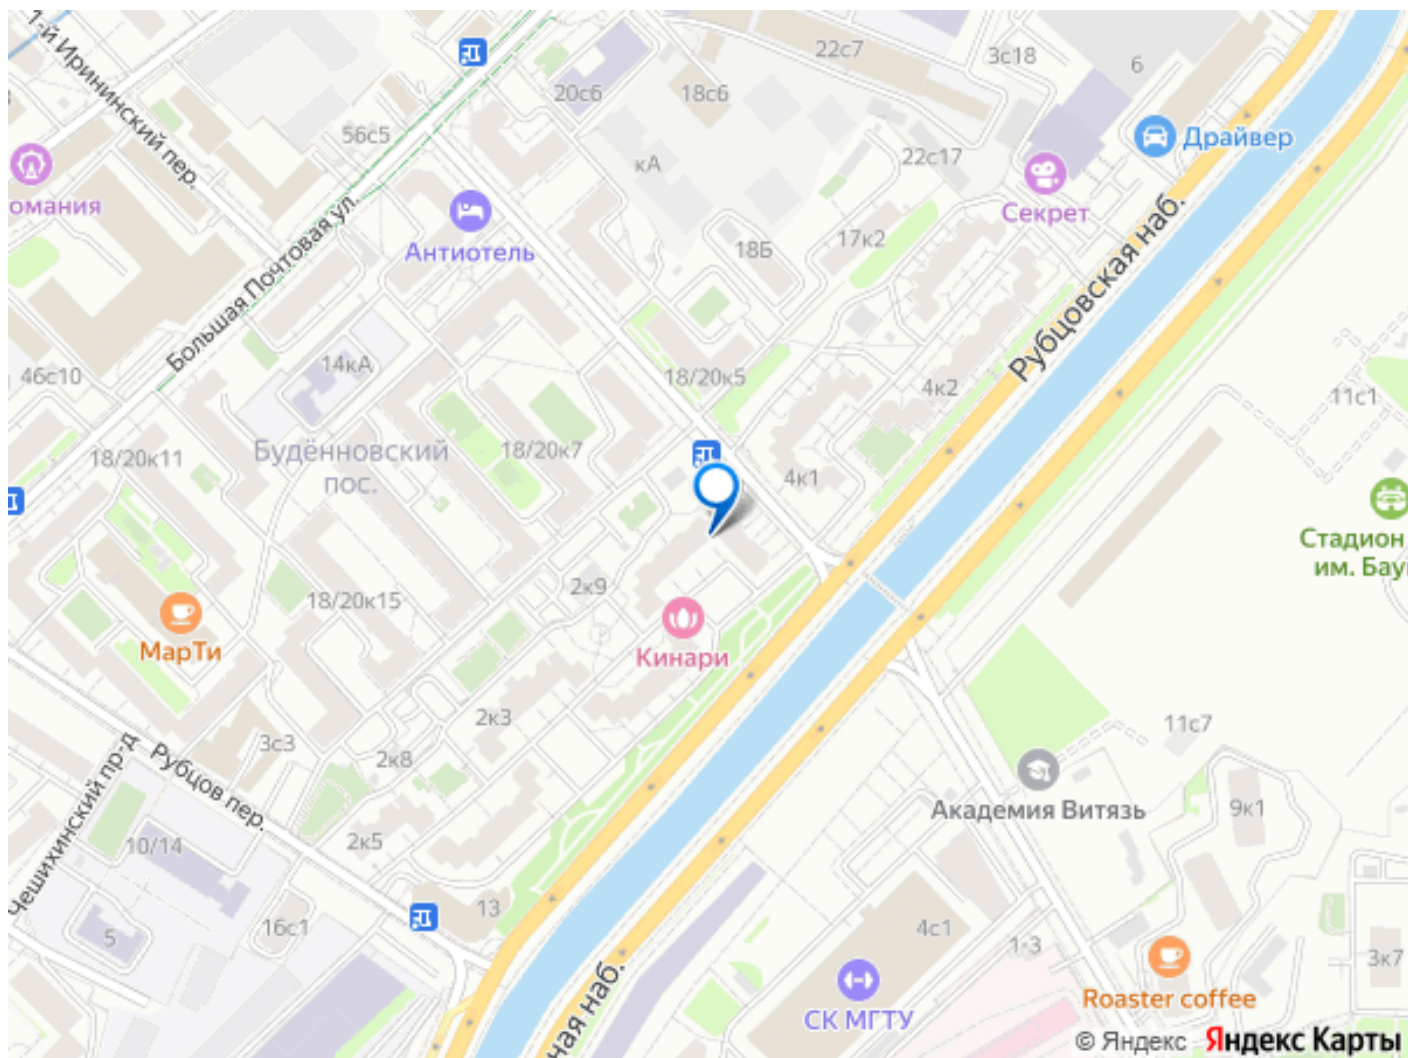 1-й Ирининский пер.
22с7
3с18
6
20с6
18с6
56с5
Драйвер
кА
22с17
омания
Секрет
Антиотель
17к2
18Б
Большая Почтовая ул.
Рубцовская наб.
46с10
14кА
18/20к5
4к2
11с1
18/20к11
Будённовский
пос.
18/20к7
4к1
Стадион
им. Бау
2к9
18/20к15
МарТи
Кинари
2к3
11с7
3с3
2к8
Рубцов пер.
Чешихинский пр-д
Академия Витязь
9к1
10/14
2к5
13
16с1
5
4с1
1-3
3к7
ная наб.
СК МГТУ
Roaster coffee
© Яндекс Яндекс Карты